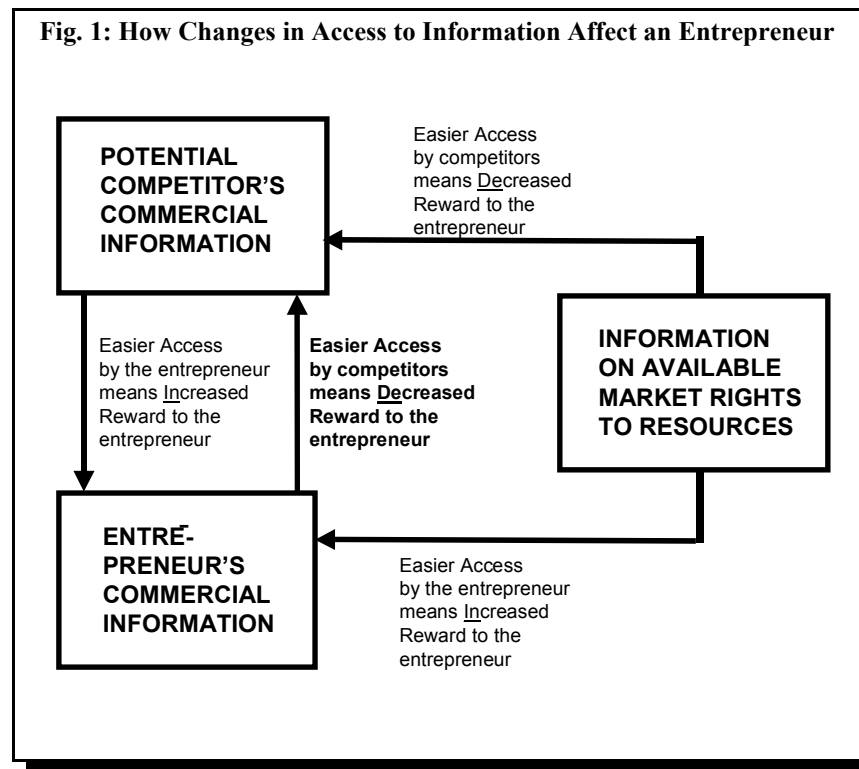 Fig. 1: How Changes in Access to Information Affect an Entrepreneur
POTENTIAL
COMPETITOR’S
COMMERCIAL
INFORMATION
Easier Access
by competitors
means Decreased
Reward to the
entrepreneur
INFORMATION
ON AVAILABLE
MARKET RIGHTS
TO RESOURCES
Easier Access
by the entrepreneur
means Increased
Reward to the
entrepreneur
Easier Access
by competitors
means Decreased
Reward to the
entrepreneur
ENTRE-
PRENEUR’S
COMMERCIAL
INFORMATION
Easier Access
by the entrepreneur
means Increased
Reward to the
entrepreneur